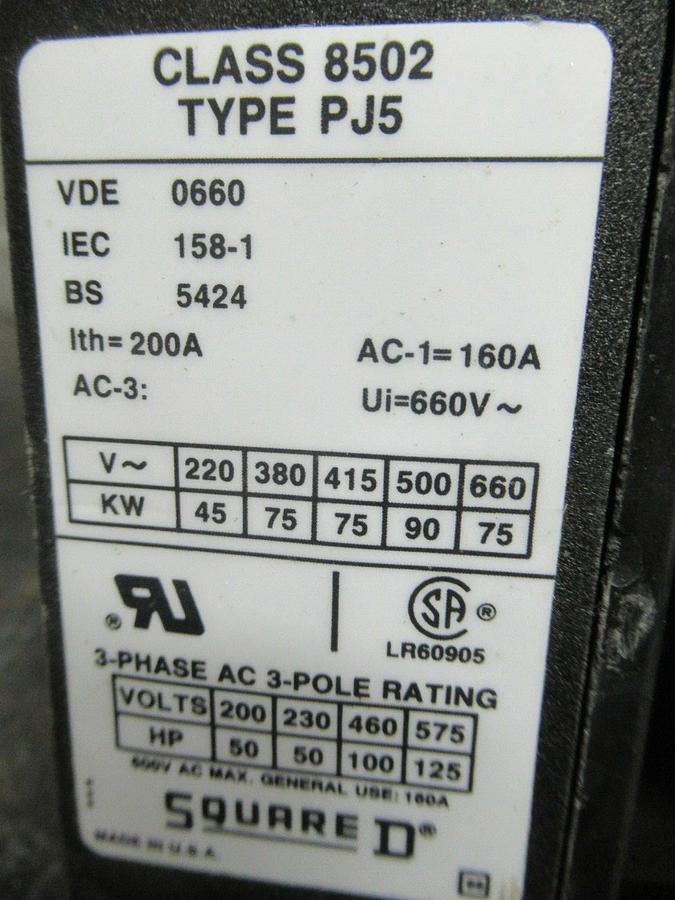 CLASS 8502
TYPE PJ5
VDE 0660
IEC 158-1
BS 5424
Ith= 200A AC-1= 160A
AC-3: Ui=660V~
V~ 220 380 415 500 660
KW 45 75 75 90 75
RU ®
SA ®
LR60905
3-PHASE AC 3-POLE RATING
VOLTS 200 230 460 575
HP 50 50 100 125
600V AC MAX. GENERAL USE: 160A
SQUARE D®
MADE IN U.S.A.